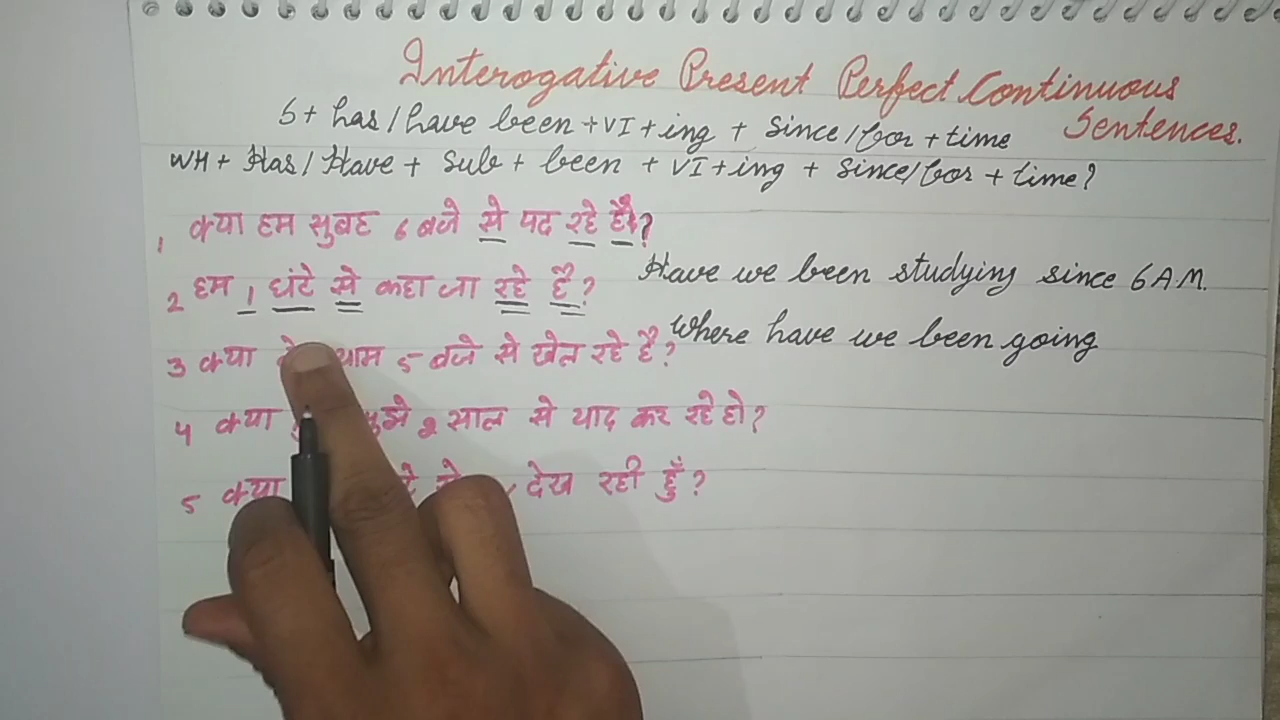 Interogative Present Perfect Continuous
Sentences.
S + has / have been + VI + ing + since / for + time
WH + Has / Have + Sub + been + VI + ing + since / for + time?
1 क्या हम सुबह 6 बजे से पढ रहे हैं?
Have we been studying since 6 A.M.
2 हम 1 घंटे से कहा जा रहे है?
Where have we been going
3 क्या शाम 5 बजे से खेल रहे है?
4 क्या मुझे 2 साल से याद कर रहे हो?
5 क्या देख रही हुँ?